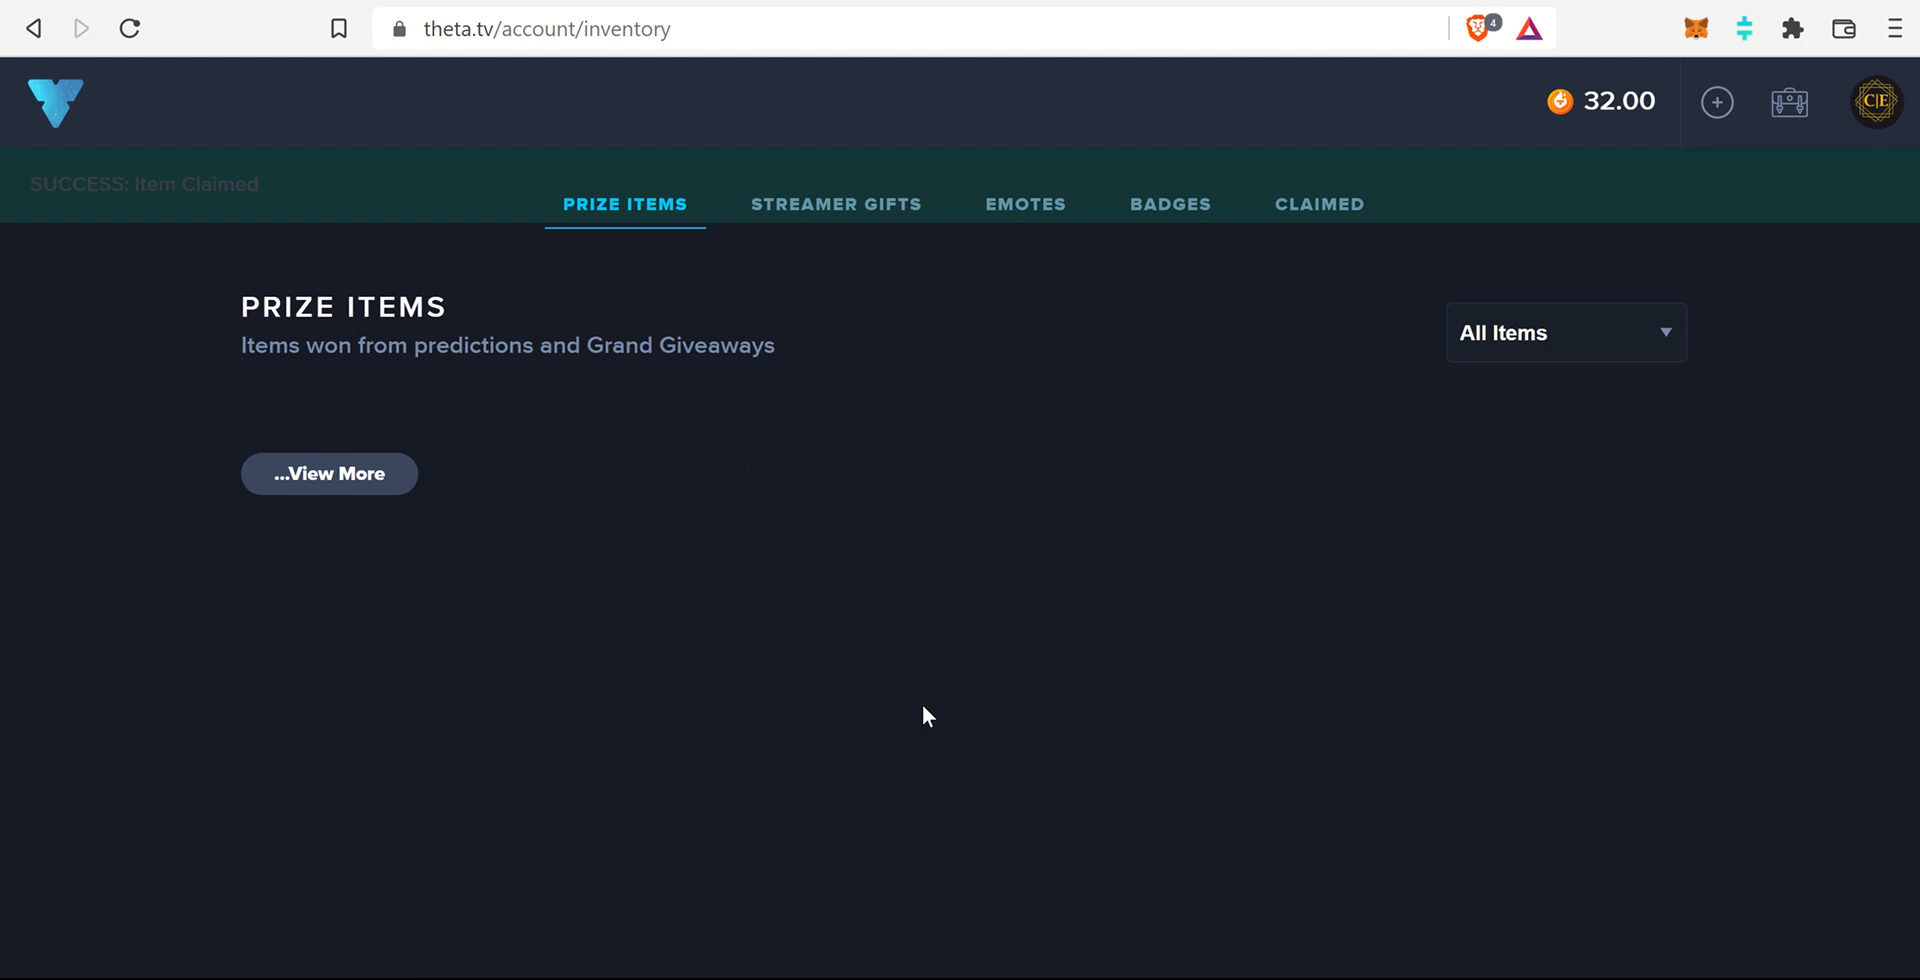 theta.tv/account/inventory
4
32.00
C|E
SUCCESS: Item Claimed
PRIZE ITEMS
STREAMER GIFTS
EMOTES
BADGES
CLAIMED
PRIZE ITEMS
Items won from predictions and Grand Giveaways
All Items
...View More